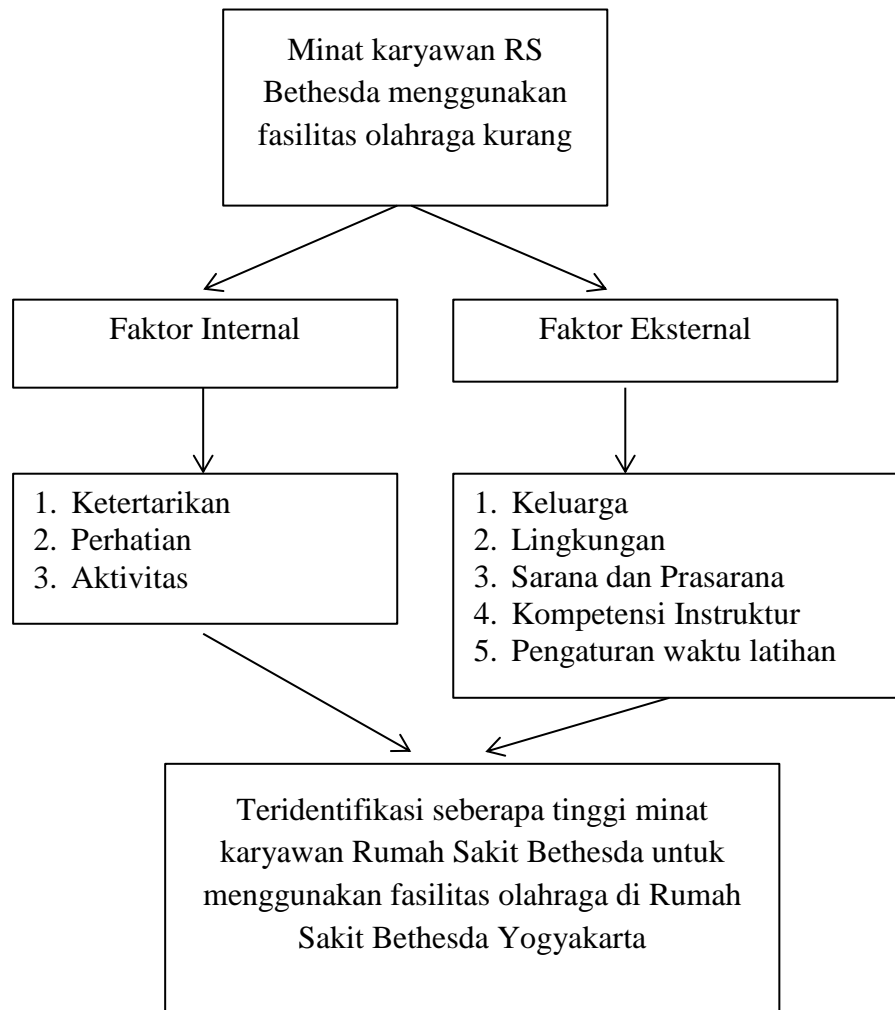 Minat karyawan RS
Bethesda menggunakan
fasilitas olahraga kurang
Faktor Internal
Faktor Eksternal
1. Ketertarikan
2. Perhatian
3. Aktivitas
1. Keluarga
2. Lingkungan
3. Sarana dan Prasarana
4. Kompetensi Instruktur
5. Pengaturan waktu latihan
Teridentifikasi seberapa tinggi minat
karyawan Rumah Sakit Bethesda untuk
menggunakan fasilitas olahraga di Rumah
Sakit Bethesda Yogyakarta